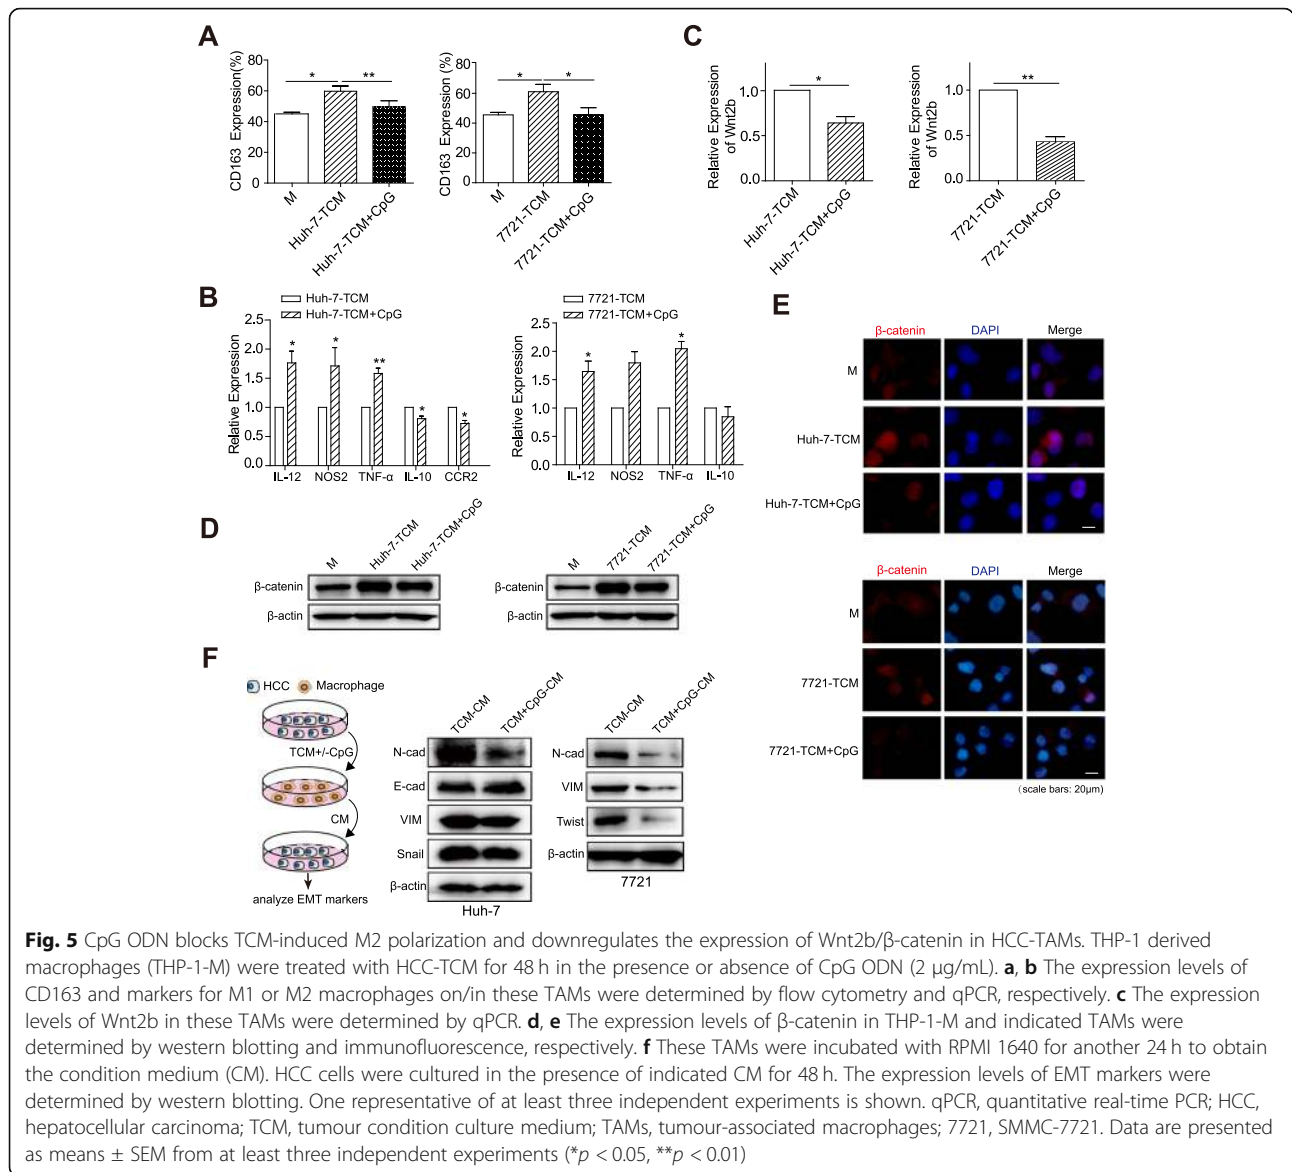 A
CD163 Expression(%)
80
60
40
20
0
*
**
M
Huh-7-TCM
Huh-7-TCM+CpG
CD163 Expression (%)
80
60
40
20
0
*
*
M
7721-TCM
7721-TCM+CpG
C
Relative Expression
of Wnt2b
1.0
0.5
0.0
*
Huh-7-TCM
Huh-7-TCM+CpG
Relative Expression
of Wnt2b
1.0
0.5
0.0
**
7721-TCM
7721-TCM+CpG
B
Huh-7-TCM
Huh-7-TCM+CpG
Relative Expression
2.5
2.0
1.5
1.0
0.5
0.0
*
*
**
*
*
IL-12 NOS2 TNF-α IL-10 CCR2
7721-TCM
7721-TCM+CpG
Relative Expression
2.5
2.0
1.5
1.0
0.5
0.0
*
*
IL-12 NOS2 TNF-α IL-10
D
M
Huh-7-TCM
Huh-7-TCM+CpG
β-catenin
β-actin
M
7721-TCM
7721-TCM+CpG
β-catenin
β-actin
E
β-catenin DAPI Merge
M
Huh-7-TCM
Huh-7-TCM+CpG
β-catenin DAPI Merge
M
7721-TCM
7721-TCM+CpG
(scale bars: 20μm)
F
HCC Macrophage
TCM+/-CpG
CM
analyze EMT markers
TCM-CM
TCM+CpG-CM
N-cad
E-cad
VIM
Snail
β-actin
Huh-7
TCM-CM
TCM+CpG-CM
N-cad
VIM
Twist
β-actin
7721
Fig. 5 CpG ODN blocks TCM-induced M2 polarization and downregulates the expression of Wnt2b/β-catenin in HCC-TAMs. THP-1 derived
macrophages (THP-1-M) were treated with HCC-TCM for 48 h in the presence or absence of CpG ODN (2 μg/mL). a, b The expression levels of
CD163 and markers for M1 or M2 macrophages on/in these TAMs were determined by flow cytometry and qPCR, respectively. c The expression
levels of Wnt2b in these TAMs were determined by qPCR. d, e The expression levels of β-catenin in THP-1-M and indicated TAMs were
determined by western blotting and immunofluorescence, respectively. f These TAMs were incubated with RPMI 1640 for another 24 h to obtain
the condition medium (CM). HCC cells were cultured in the presence of indicated CM for 48 h. The expression levels of EMT markers were
determined by western blotting. One representative of at least three independent experiments is shown. qPCR, quantitative real-time PCR; HCC,
hepatocellular carcinoma; TCM, tumour condition culture medium; TAMs, tumour-associated macrophages; 7721, SMMC-7721. Data are presented
as means ± SEM from at least three independent experiments (*p < 0.05, **p < 0.01)